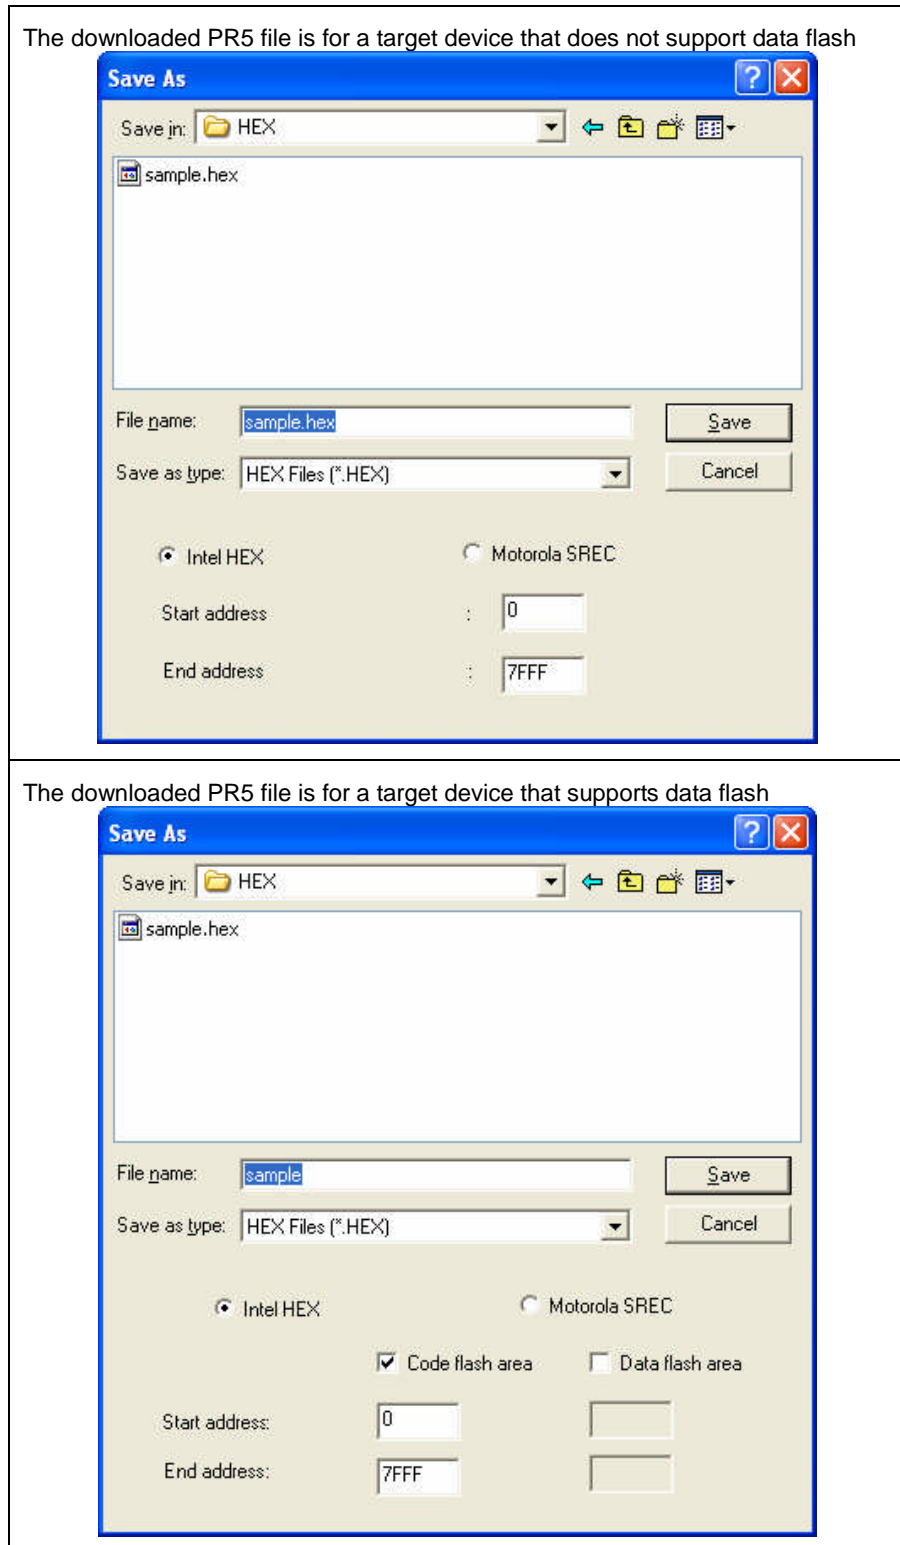 The downloaded PR5 file is for a target device that does not support data flash
Save As
Save in: HEX
sample.hex
File name: sample.hex Save
Save as type: HEX Files (*.HEX) Cancel
Intel HEX Motorola SREC
Start address : 0
End address : 7FFF
The downloaded PR5 file is for a target device that supports data flash
Save As
Save in: HEX
sample.hex
File name: sample Save
Save as type: HEX Files (*.HEX) Cancel
Intel HEX Motorola SREC
Code flash area Data flash area
Start address: 0
End address: 7FFF